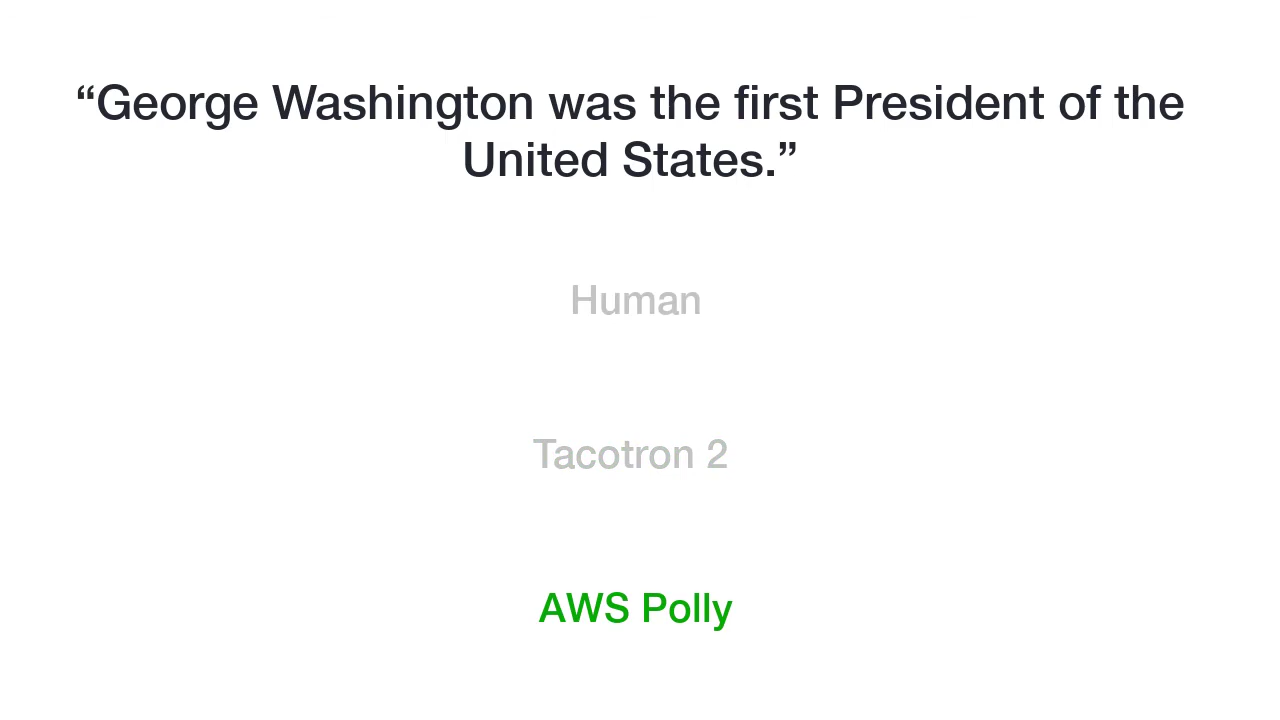 “George Washington was the first President of the
United States.”
Human
Tacotron 2
AWS Polly